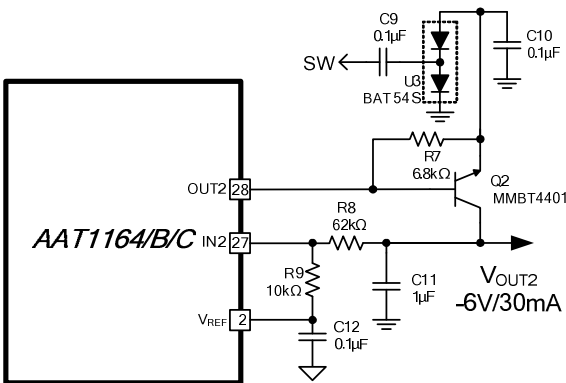 C9
0.1µF
C10
0.1µF
SW
U3
BAT54S
R7
6.8kΩ
Q2
MMBT4401
OUT2 28
R8
62kΩ
AAT1164/B/C
IN2 27
R9
10kΩ
C11
1µF
VOUT2
-6V/30mA
VREF 2
C12
0.1µF